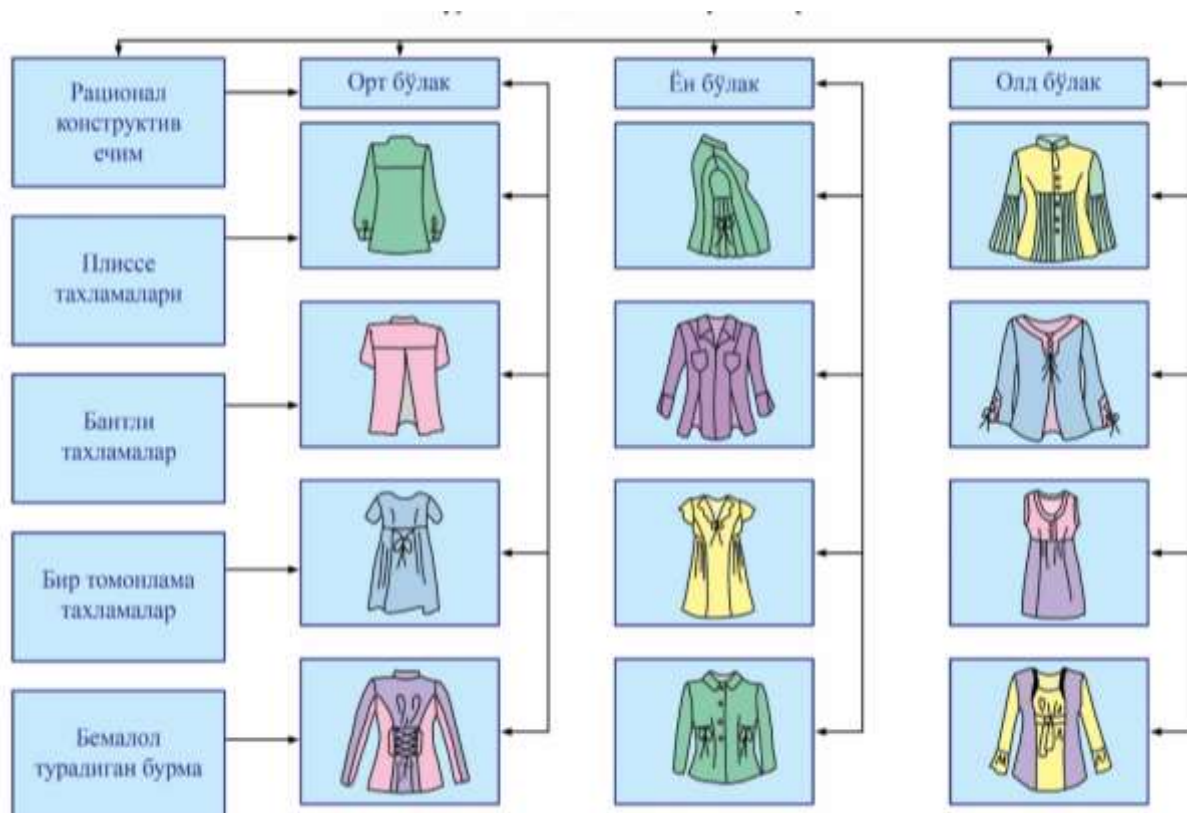 Рационал
конструктив
ечим
Орт бўлак
Ён бўлак
Олд бўлак
Плиссе
тахламалари
Бантли
тахламалар
Бир томонлама
тахламалар
Бемалол
турадиган бурма